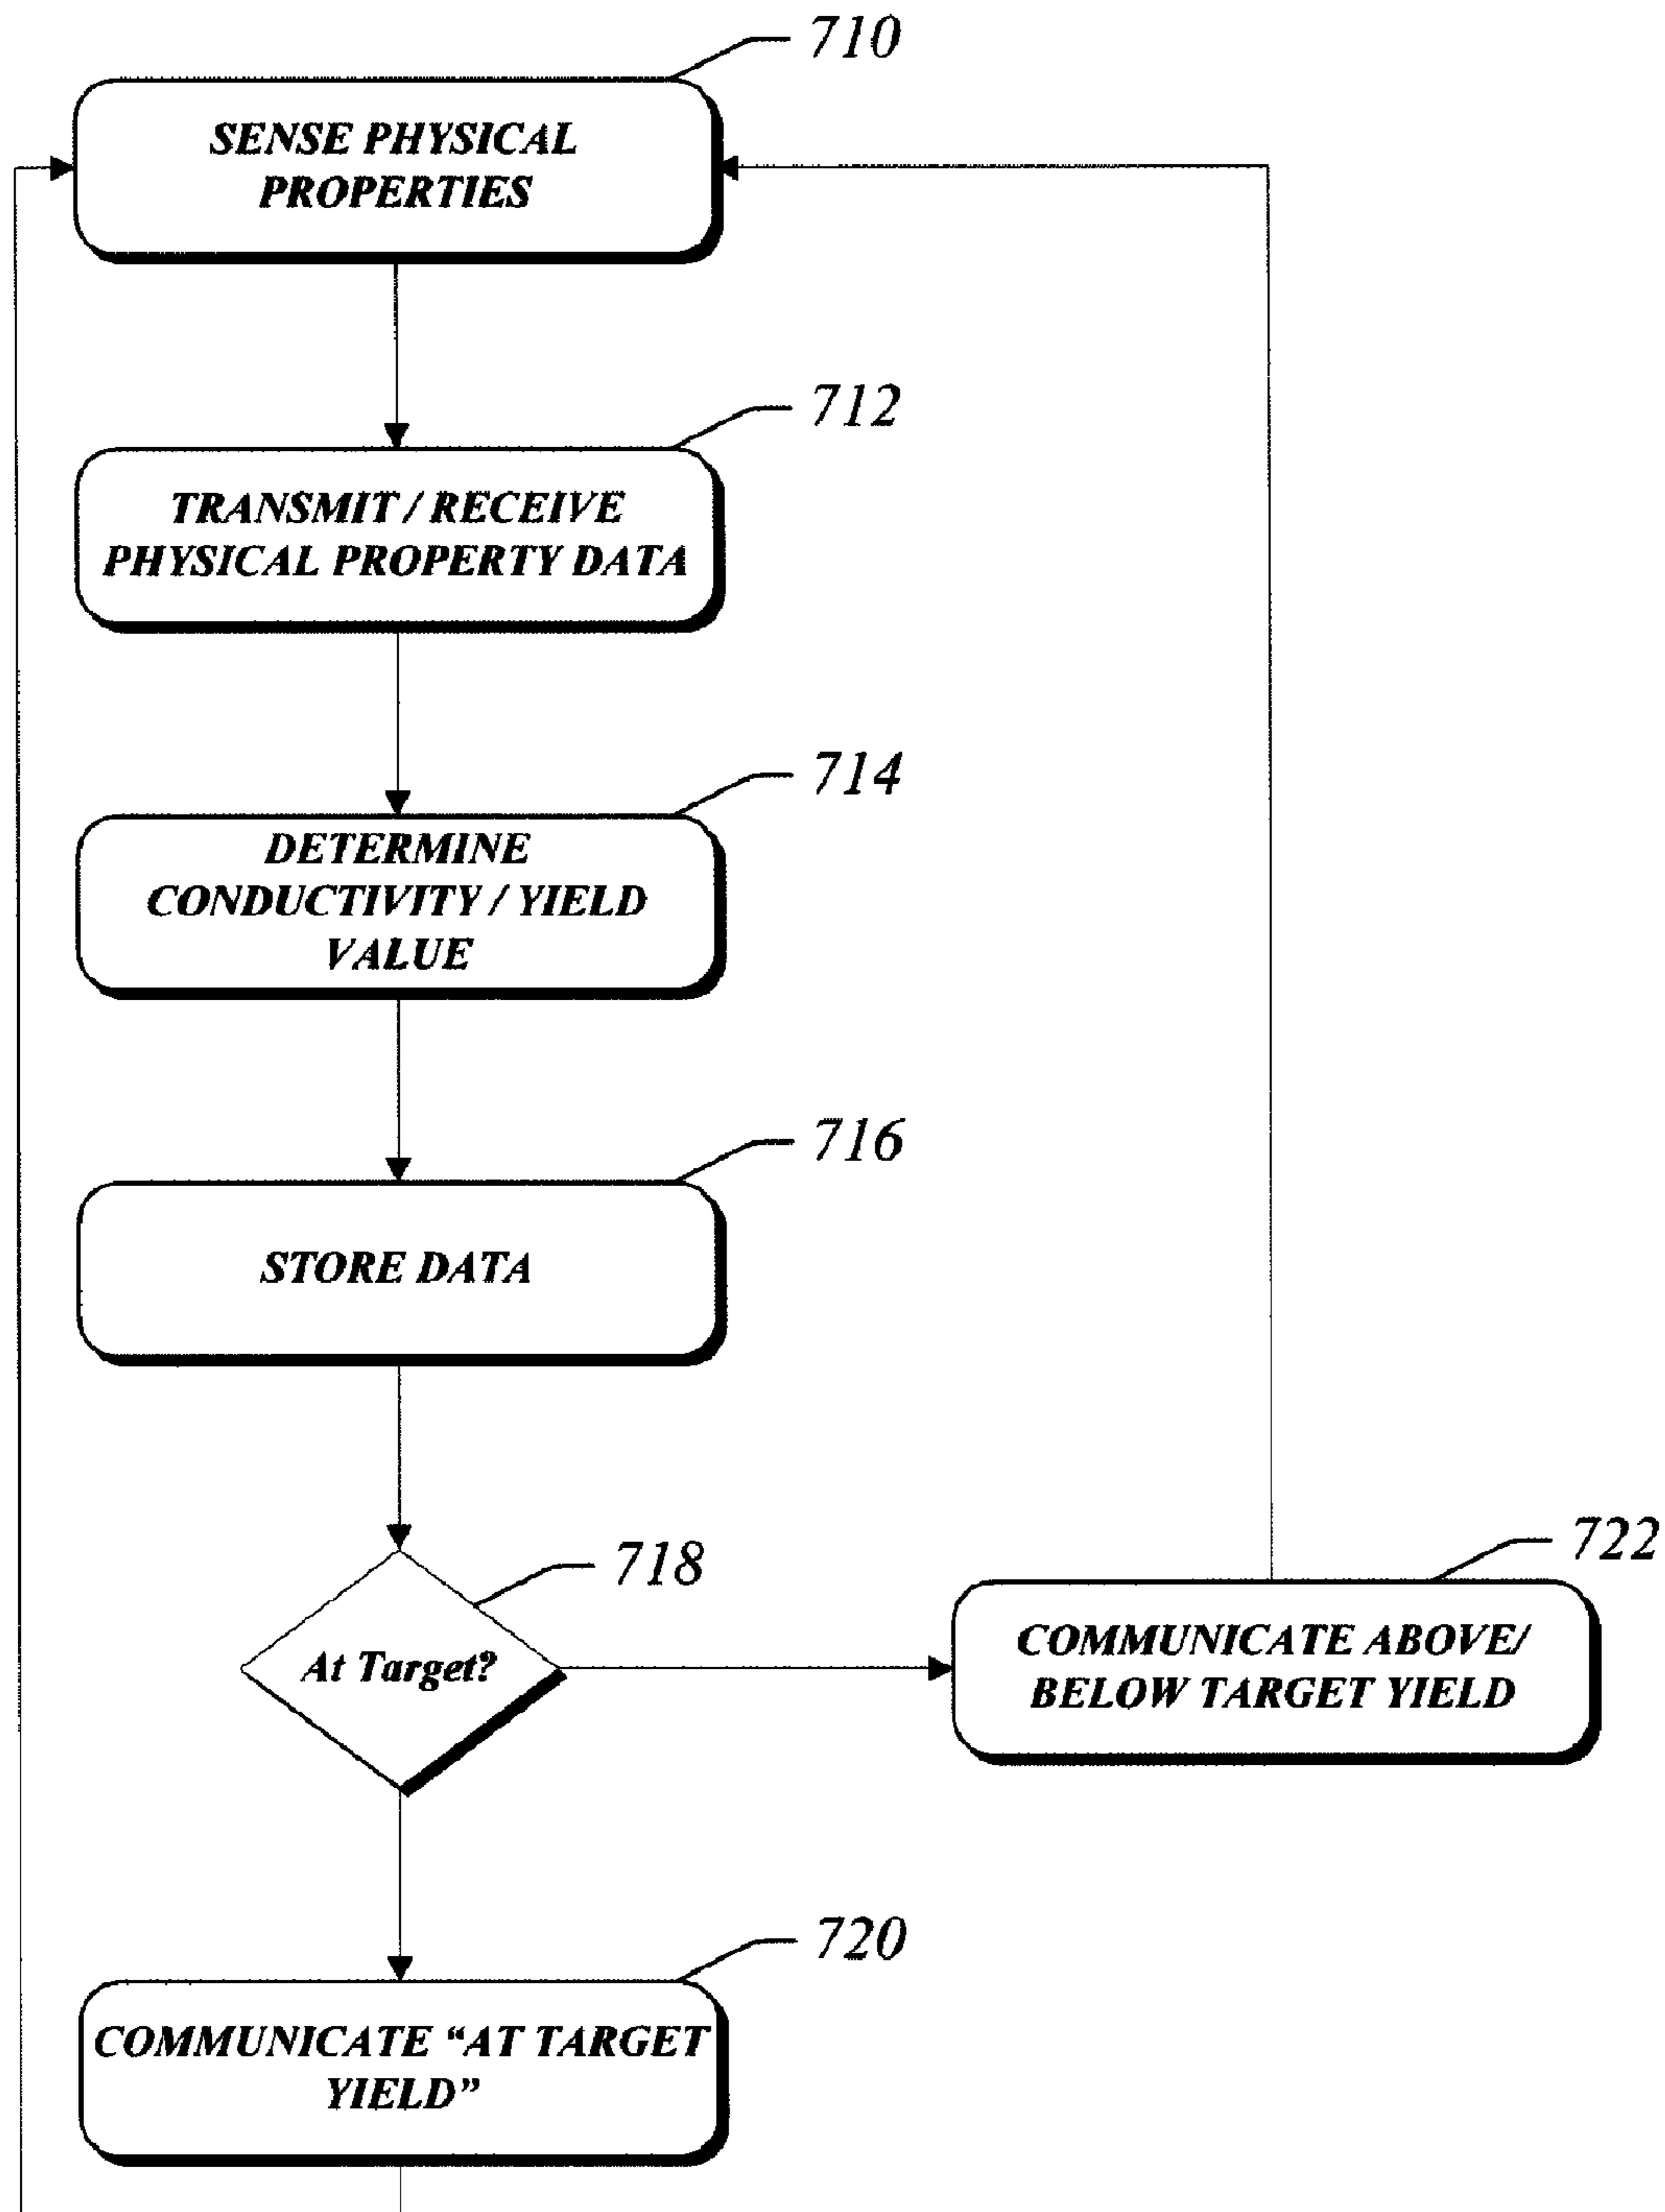 710
SENSE PHYSICAL
PROPERTIES
712
TRANSMIT / RECEIVE
PHYSICAL PROPERTY DATA
714
DETERMINE
CONDUCTIVITY / YIELD
VALUE
716
STORE DATA
718
At Target?
722
COMMUNICATE ABOVE/
BELOW TARGET YIELD
720
COMMUNICATE “AT TARGET
YIELD”